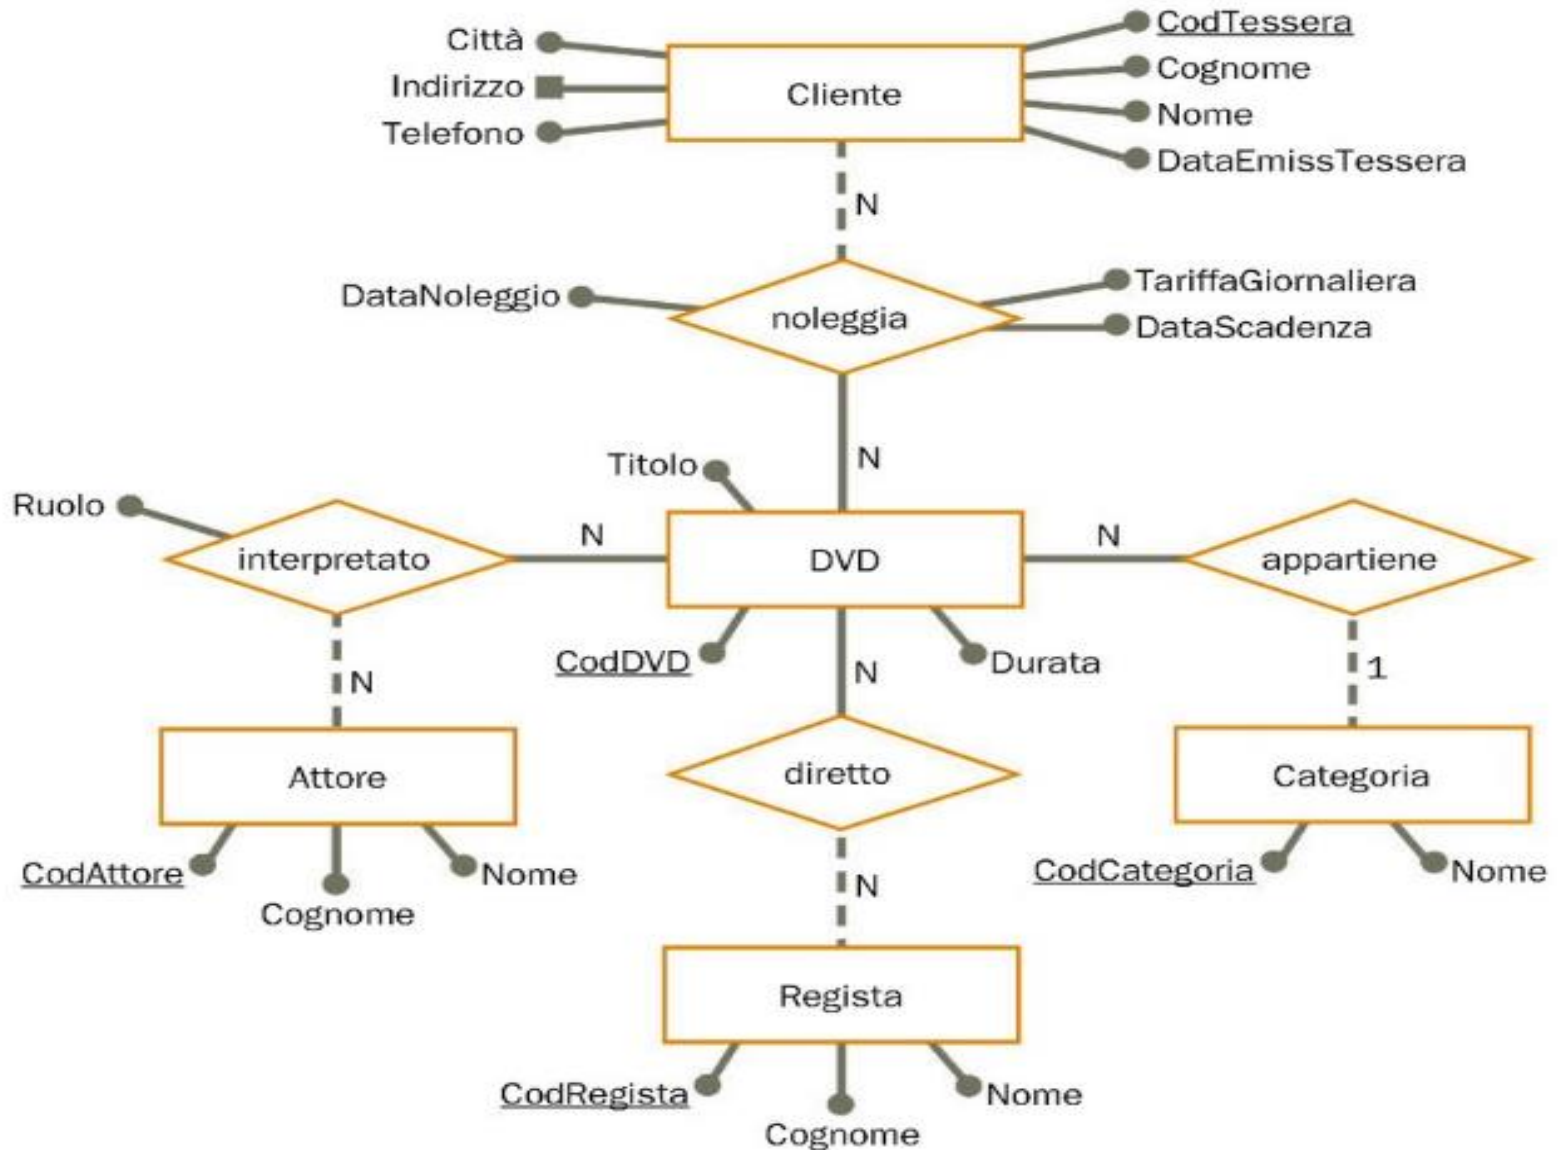 Città
CodTessera
Indirizzo
Cliente
Cognome
Telefono
Nome
DataEmissTessera
N
DataNoleggio
noleggia
TariffaGiornaliera
DataScadenza
N
Titolo
Ruolo
interpretato
N
DVD
N
appartiene
CodDVD
N
Durata
N
1
Attore
diretto
Categoria
CodAttore
Cognome
Nome
N
CodCategoria
Nome
Regista
CodRegista
Cognome
Nome